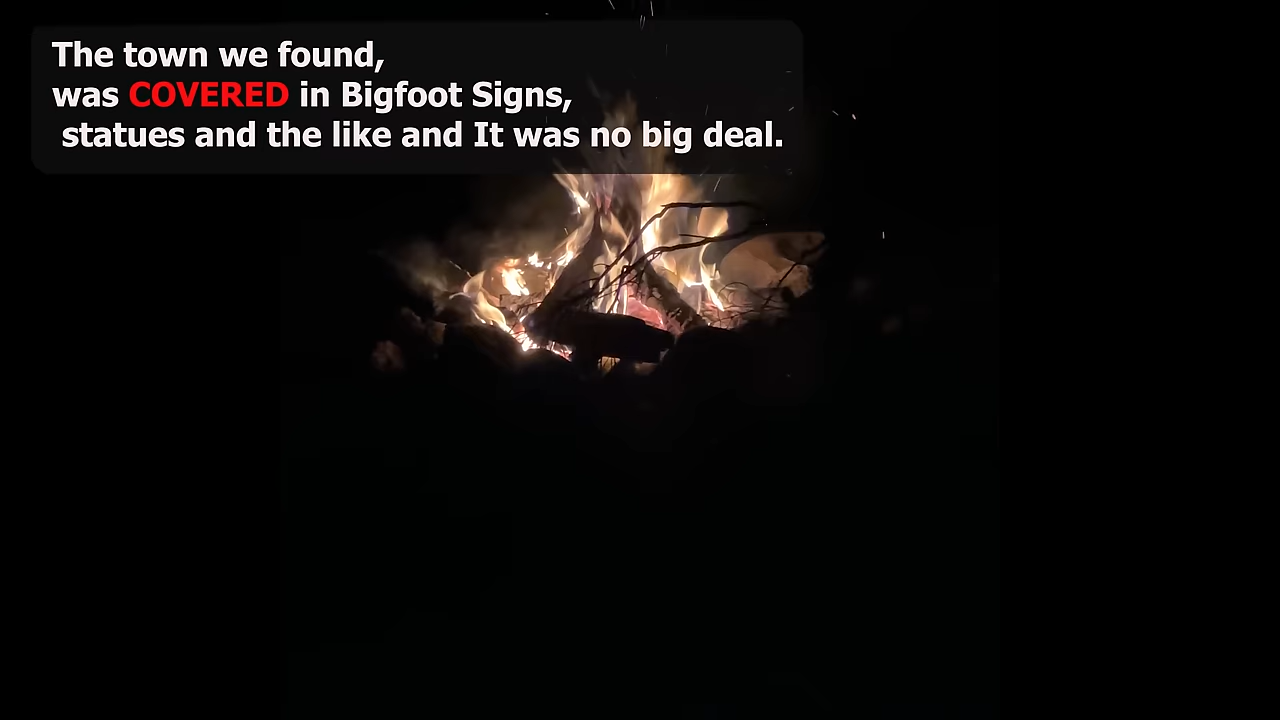 The town we found,
was COVERED in Bigfoot Signs,
statues and the like and It was no big deal.